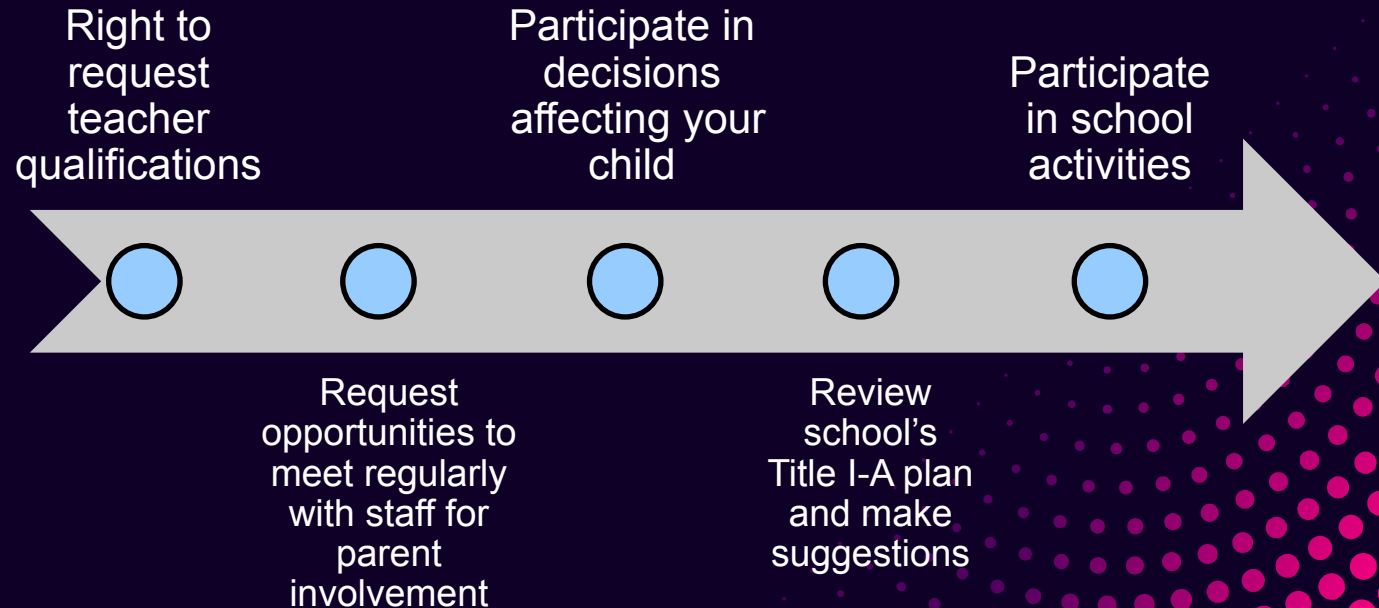 Right to
request
teacher
qualifications
Request
opportunities to
meet regularly
with staff for
parent
involvement
Participate in
decisions
affecting your
child
Review
school’s
Title I-A plan
and make
suggestions
Participate
in school
activities